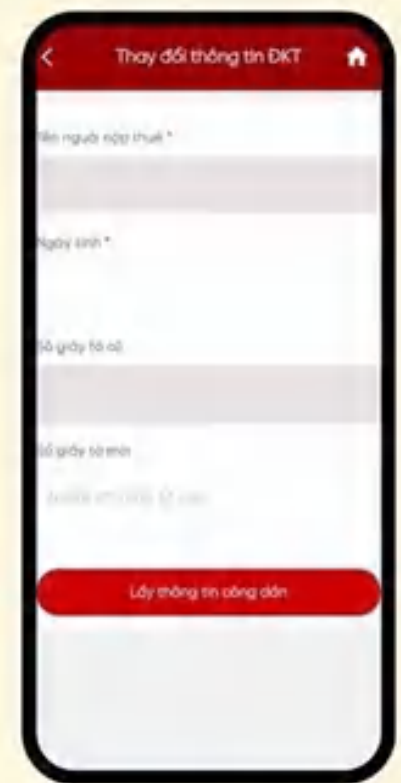 Thay đổi thông tin ĐKT
Tên người nộp thuế *
Ngày sinh *
Số giấy tờ cũ
Số giấy tờ mới
Lấy thông tin công dân